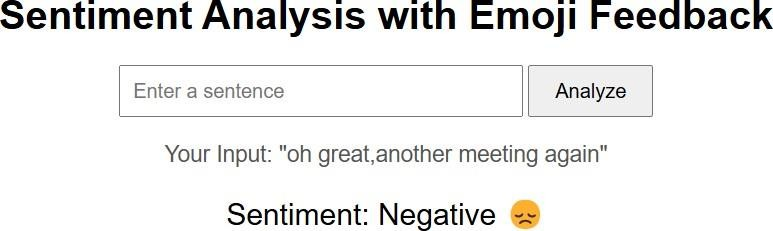 Sentiment Analysis with Emoji Feedback
Enter a sentence
Analyze
Your Input: "oh great,another meeting again"
Sentiment: Negative 😞